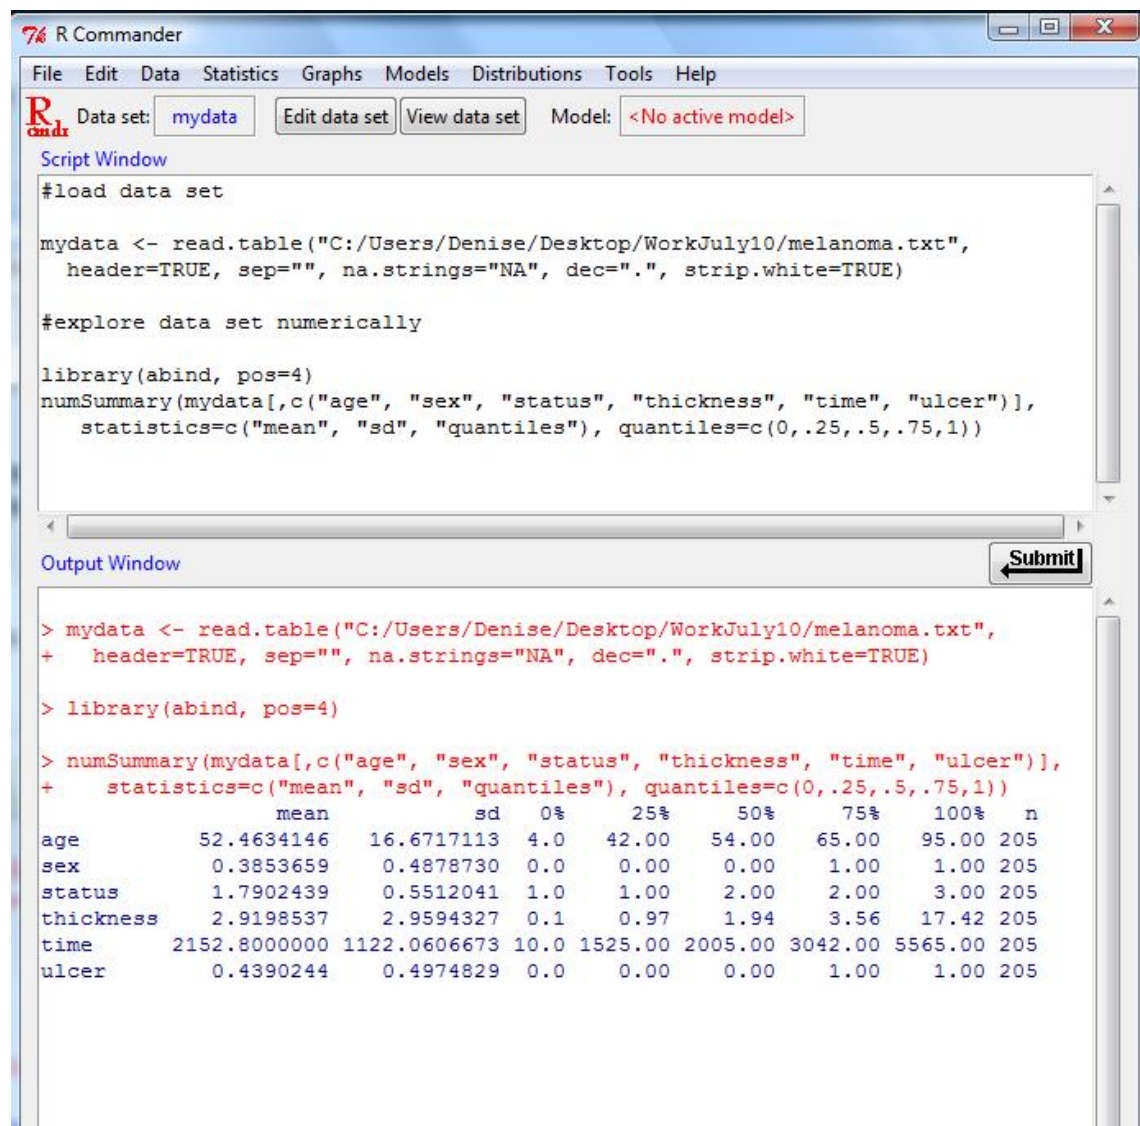 R Commander
File Edit Data Statistics Graphs Models Distributions Tools Help
R cmdr Data set: mydata Edit data set View data set Model: <No active model>
Script Window
#load data set
mydata <- read.table("C:/Users/Denise/Desktop/WorkJuly10/melanoma.txt",
  header=TRUE, sep="", na.strings="NA", dec=".", strip.white=TRUE)
#explore data set numerically
library(abind, pos=4)
numSummary(mydata[,c("age", "sex", "status", "thickness", "time", "ulcer")],
   statistics=c("mean", "sd", "quantiles"), quantiles=c(0,.25,.5,.75,1))
Output Window Submit
> mydata <- read.table("C:/Users/Denise/Desktop/WorkJuly10/melanoma.txt",
+   header=TRUE, sep="", na.strings="NA", dec=".", strip.white=TRUE)
> library(abind, pos=4)
> numSummary(mydata[,c("age", "sex", "status", "thickness", "time", "ulcer")],
+    statistics=c("mean", "sd", "quantiles"), quantiles=c(0,.25,.5,.75,1))
                  mean           sd   0%     25%     50%     75%    100%   n
age         52.4634146   16.6717113  4.0   42.00   54.00   65.00   95.00 205
sex          0.3853659    0.4878730  0.0    0.00    0.00    1.00    1.00 205
status       1.7902439    0.5512041  1.0    1.00    2.00    2.00    3.00 205
thickness    2.9198537    2.9594327  0.1    0.97    1.94    3.56   17.42 205
time      2152.8000000 1122.0606673 10.0 1525.00 2005.00 3042.00 5565.00 205
ulcer        0.4390244    0.4974829  0.0    0.00    0.00    1.00    1.00 205